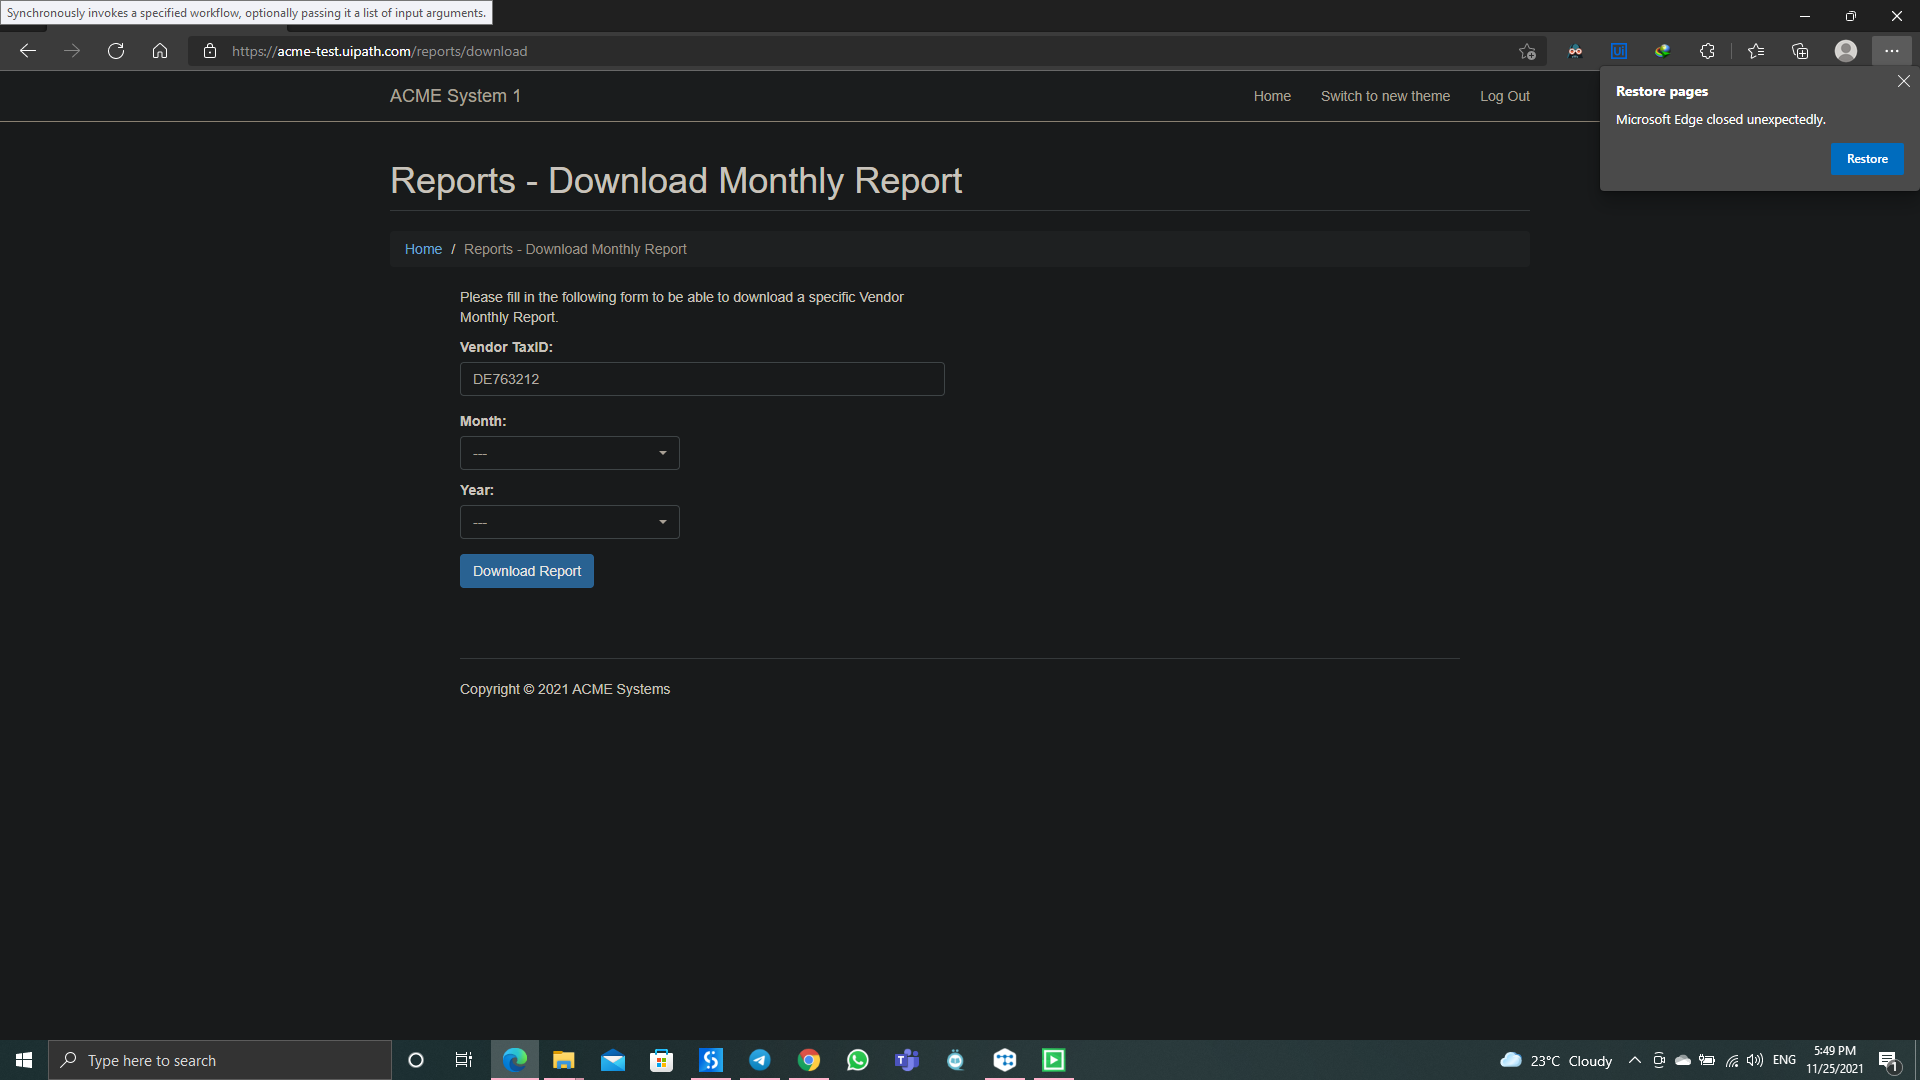 Synchronously invokes a specified workflow, optionally passing it a list of input arguments.
https://acme-test.uipath.com/reports/download
ACME System 1
Home
Switch to new theme
Log Out
Restore pages
Microsoft Edge closed unexpectedly.
Restore
Reports - Download Monthly Report
Home / Reports - Download Monthly Report
Please fill in the following form to be able to download a specific Vendor
Monthly Report.
Vendor TaxID:
DE763212
Month:
---
Year:
---
Download Report
Copyright © 2021 ACME Systems
Type here to search
23°C Cloudy
ENG
5:49 PM
11/25/2021
1